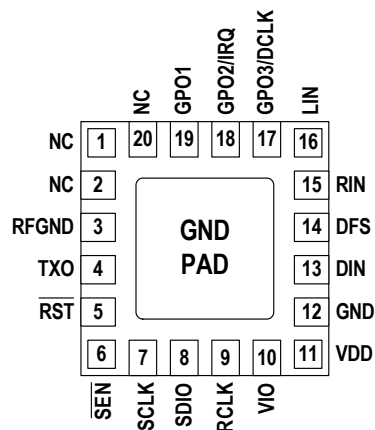 NC
GPO1
GPO2/IRQ
GPO3/DCLK
LIN
NC 1 20 19 18 17 16
NC 2 15 RIN
RFGND 3 14 DFS
TXO 4 13 DIN
RST 5 12 GND
6 7 8 9 10 11 VDD
GND
PAD
SEN
SCLK
SDIO
RCLK
VIO